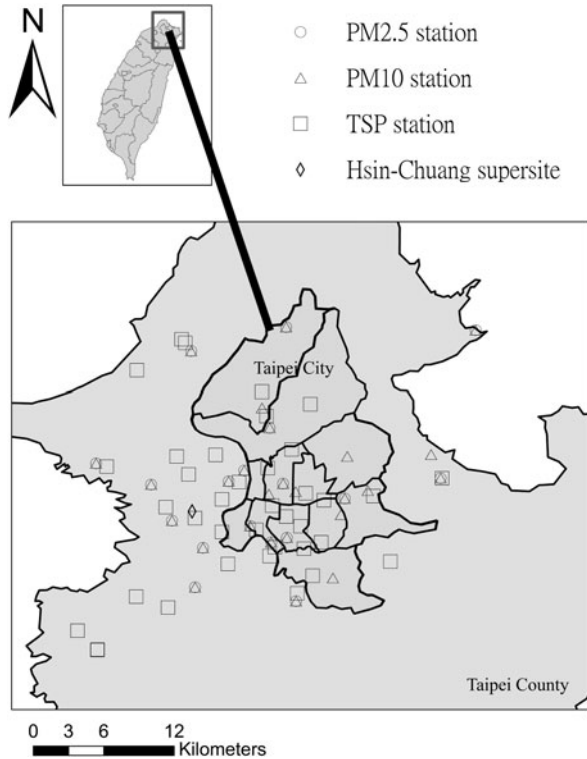 N
PM2.5 station
PM10 station
TSP station
Hsin-Chuang supersite
Taipei City
Taipei County
0 3 6 12
Kilometers